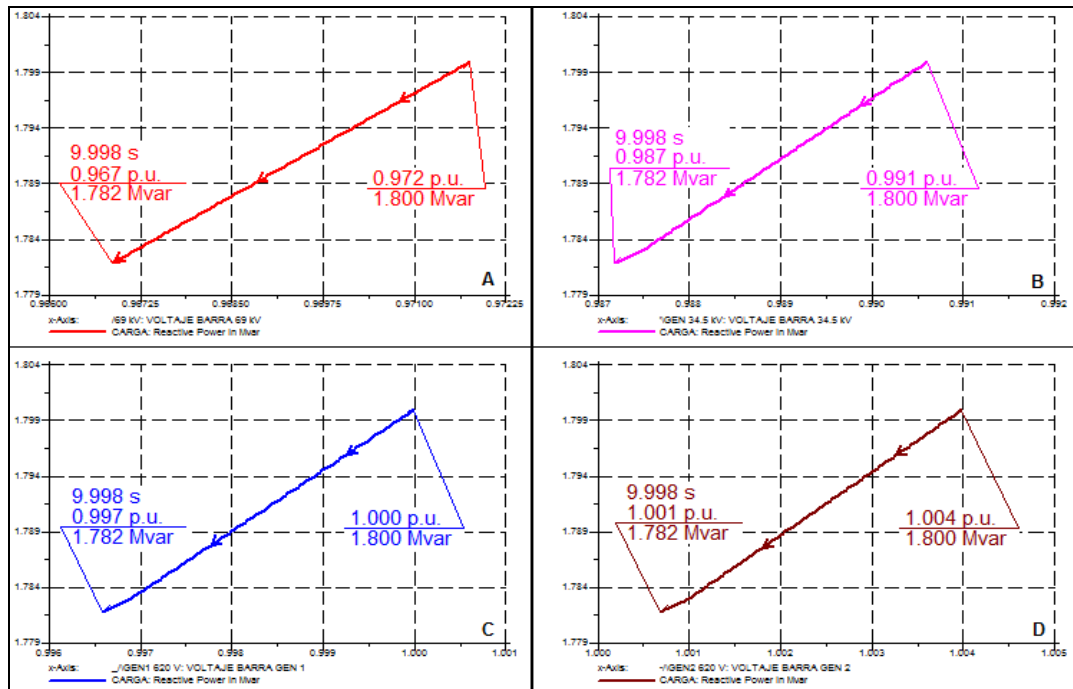 1.804
1.799
1.794
1.789
1.784
1.779
9.998 s
0.967 p.u.
1.782 Mvar
0.972 p.u.
1.800 Mvar
A
0.96600 0.96725 0.96850 0.96975 0.97100 0.97225
x-Axis: /69 kV: VOLTAJE BARRA 69 kV
CARGA: Reactive Power in Mvar
1.804
1.799
1.794
1.789
1.784
1.779
9.998 s
0.987 p.u.
1.782 Mvar
0.991 p.u.
1.800 Mvar
B
0.987 0.988 0.989 0.990 0.991 0.992
x-Axis: "\GEN 34.5 kV: VOLTAJE BARRA 34.5 kV
CARGA: Reactive Power in Mvar
1.804
1.799
1.794
1.789
1.784
1.779
9.998 s
0.997 p.u.
1.782 Mvar
1.000 p.u.
1.800 Mvar
C
0.996 0.997 0.998 0.999 1.000 1.001
x-Axis: _/\GEN1 620 V: VOLTAJE BARRA GEN 1
CARGA: Reactive Power in Mvar
1.804
1.799
1.794
1.789
1.784
1.779
9.998 s
1.001 p.u.
1.782 Mvar
1.004 p.u.
1.800 Mvar
D
1.000 1.001 1.002 1.003 1.004 1.005
x-Axis: -/\GEN2 620 V: VOLTAJE BARRA GEN 2
CARGA: Reactive Power in Mvar